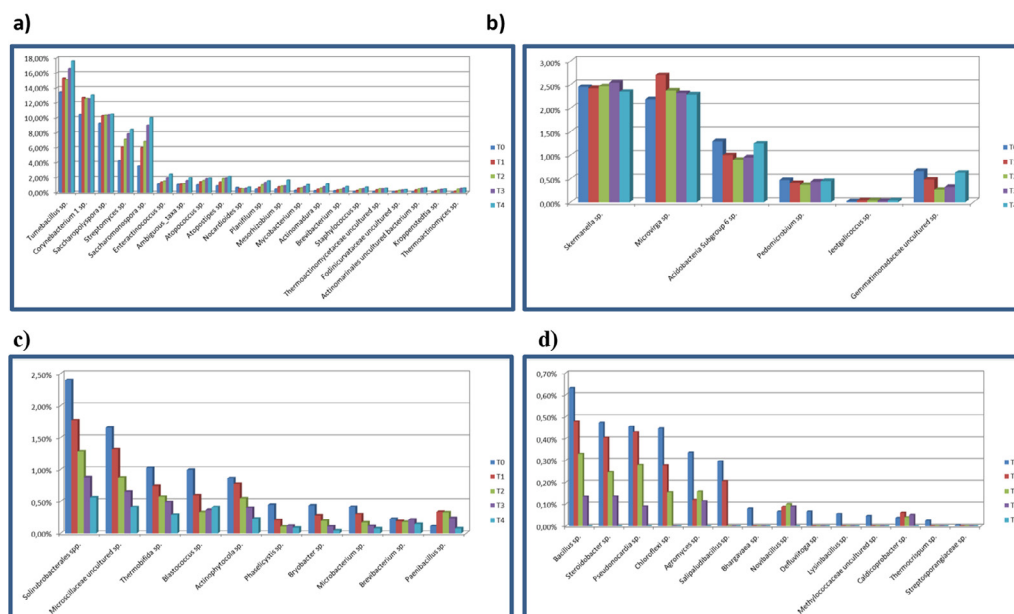 a)
b)
18,00%
16,00%
14,00%
12,00%
10,00%
8,00%
6,00%
4,00%
2,00%
0,00%
Tumebacillus sp.
Corynebacterium 1 sp.
Saccharopolyspora sp.
Streptomyces sp.
Saccharomonopora sp.
Enteractinococcus sp.
Ambiguous_taxa sp.
Atopococcus sp.
Atopostipes sp.
Nocardioides sp.
Planifilum sp.
Mesorhizobium sp.
Mycobacterium sp.
Actinomadura sp.
Brevibacterium sp.
Staphylococcus sp.
Thermoactinomycetaceae uncultured sp.
Fodinicurvataceae uncultured sp.
Actinomarinales uncultured bacterium sp.
Kroppenstedtia sp.
Thermoactinomyces sp.
T0
T1
T2
T3
T4
3,00%
2,50%
2,00%
1,50%
1,00%
0,50%
0,00%
Skermanella sp.
Microvirga sp.
Acidobacteria Subgroup 6 sp.
Pedomicrobium sp.
Jeotgalicoccus sp.
Gemmatimonadaceae uncultured sp.
c)
d)
2,50%
2,00%
1,50%
1,00%
0,50%
0,00%
Solirubrobacterales spp.
Microscillaceae uncultured sp.
Thermobifida sp.
Blastococcus sp.
Actinophytocola sp.
Phaselicystis sp.
Bryobacter sp.
Microbacterium sp.
Brevibacterium sp.
Paenibacillus sp.
T0
T1
T2
T3
T4
0,70%
0,60%
0,50%
0,40%
0,30%
0,20%
0,10%
0,00%
Bacillus sp.
Steroidobacter sp.
Pseudonocardia sp.
Chloroflexi sp.
Agromyces sp.
Salipaludibacillus sp.
Bhargavaea sp.
Novibacillus sp.
Defluviitoga sp.
Lysinibacillus sp.
Methylococcaceae uncultured sp.
Caldicoprobacter sp.
Thermocrispum sp.
Streptosporangiaceae sp.